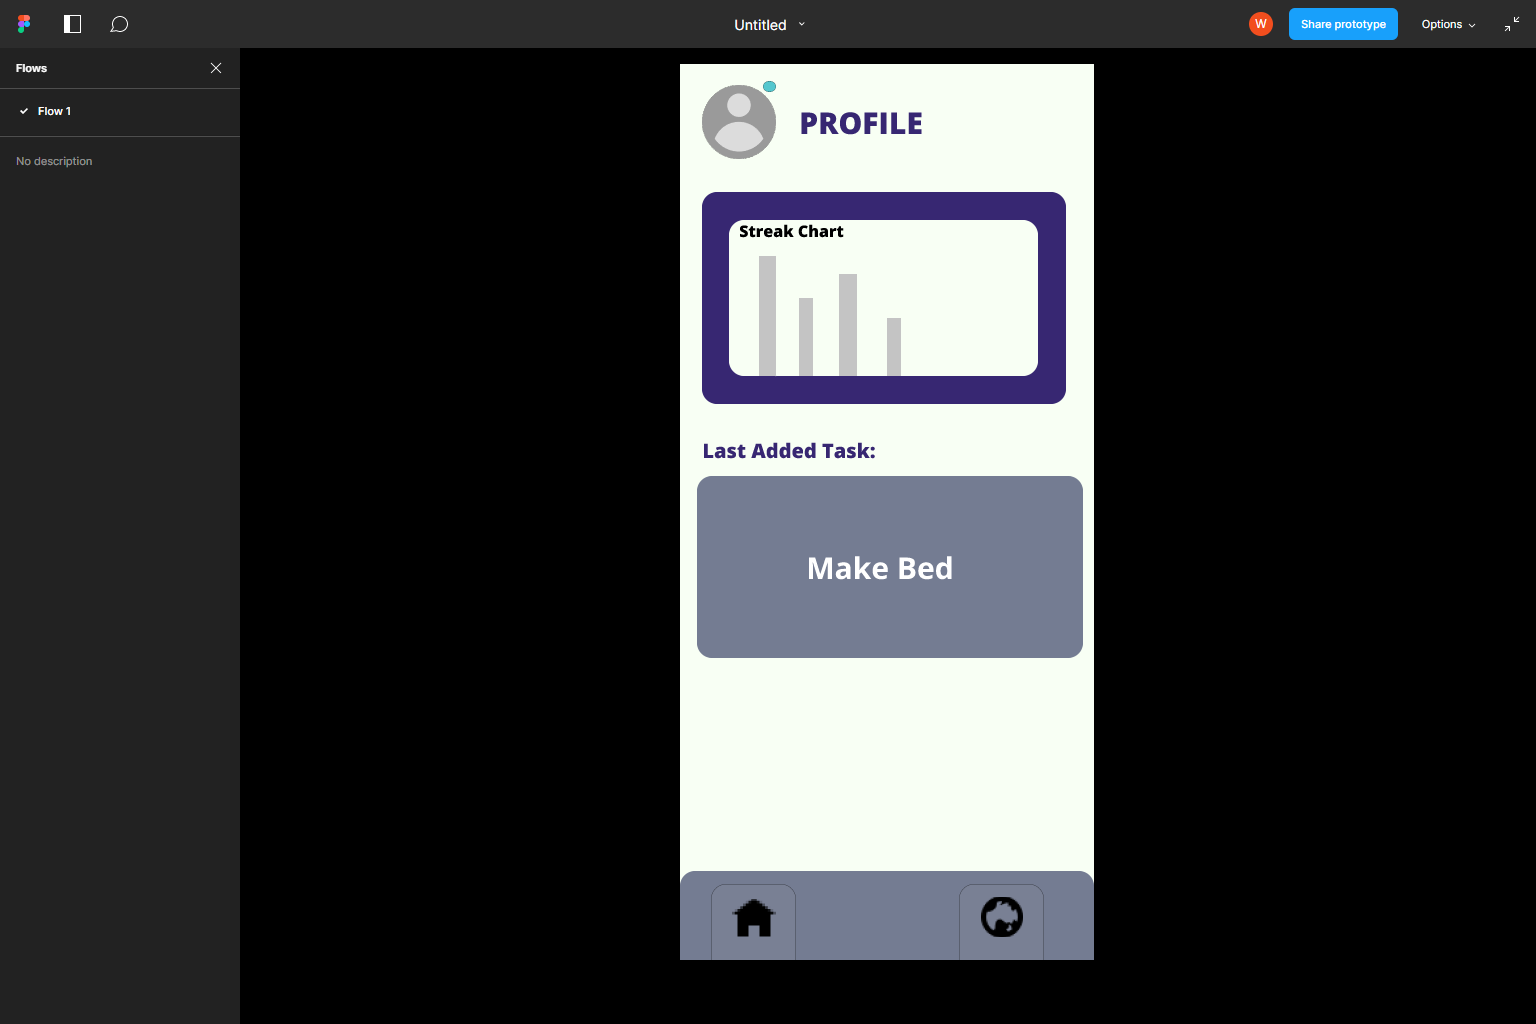 Untitled
W
Share prototype
Options
Flows
Flow 1
No description
PROFILE
Streak Chart
Last Added Task:
Make Bed